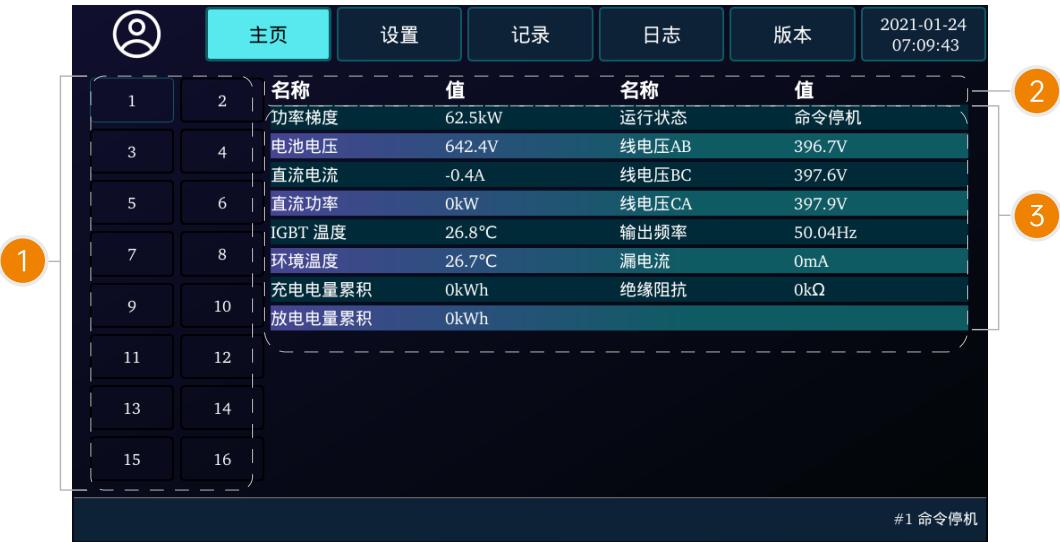 主页 设置 记录 日志 版本 2021-01-24
07:09:43
名称 值 名称 值
功率梯度 62.5kW 运行状态 命令停机
电池电压 642.4V 线电压AB 396.7V
直流电流 -0.4A 线电压BC 397.6V
直流功率 0kW 线电压CA 397.9V
IGBT 温度 26.8℃ 输出频率 50.04Hz
环境温度 26.7℃ 漏电流 0mA
充电电量累积 0kWh 绝缘阻抗 0kΩ
放电电量累积 0kWh
1 2
3 4
5 6
7 8
9 10
11 12
13 14
15 16
#1 命令停机
1
2
3